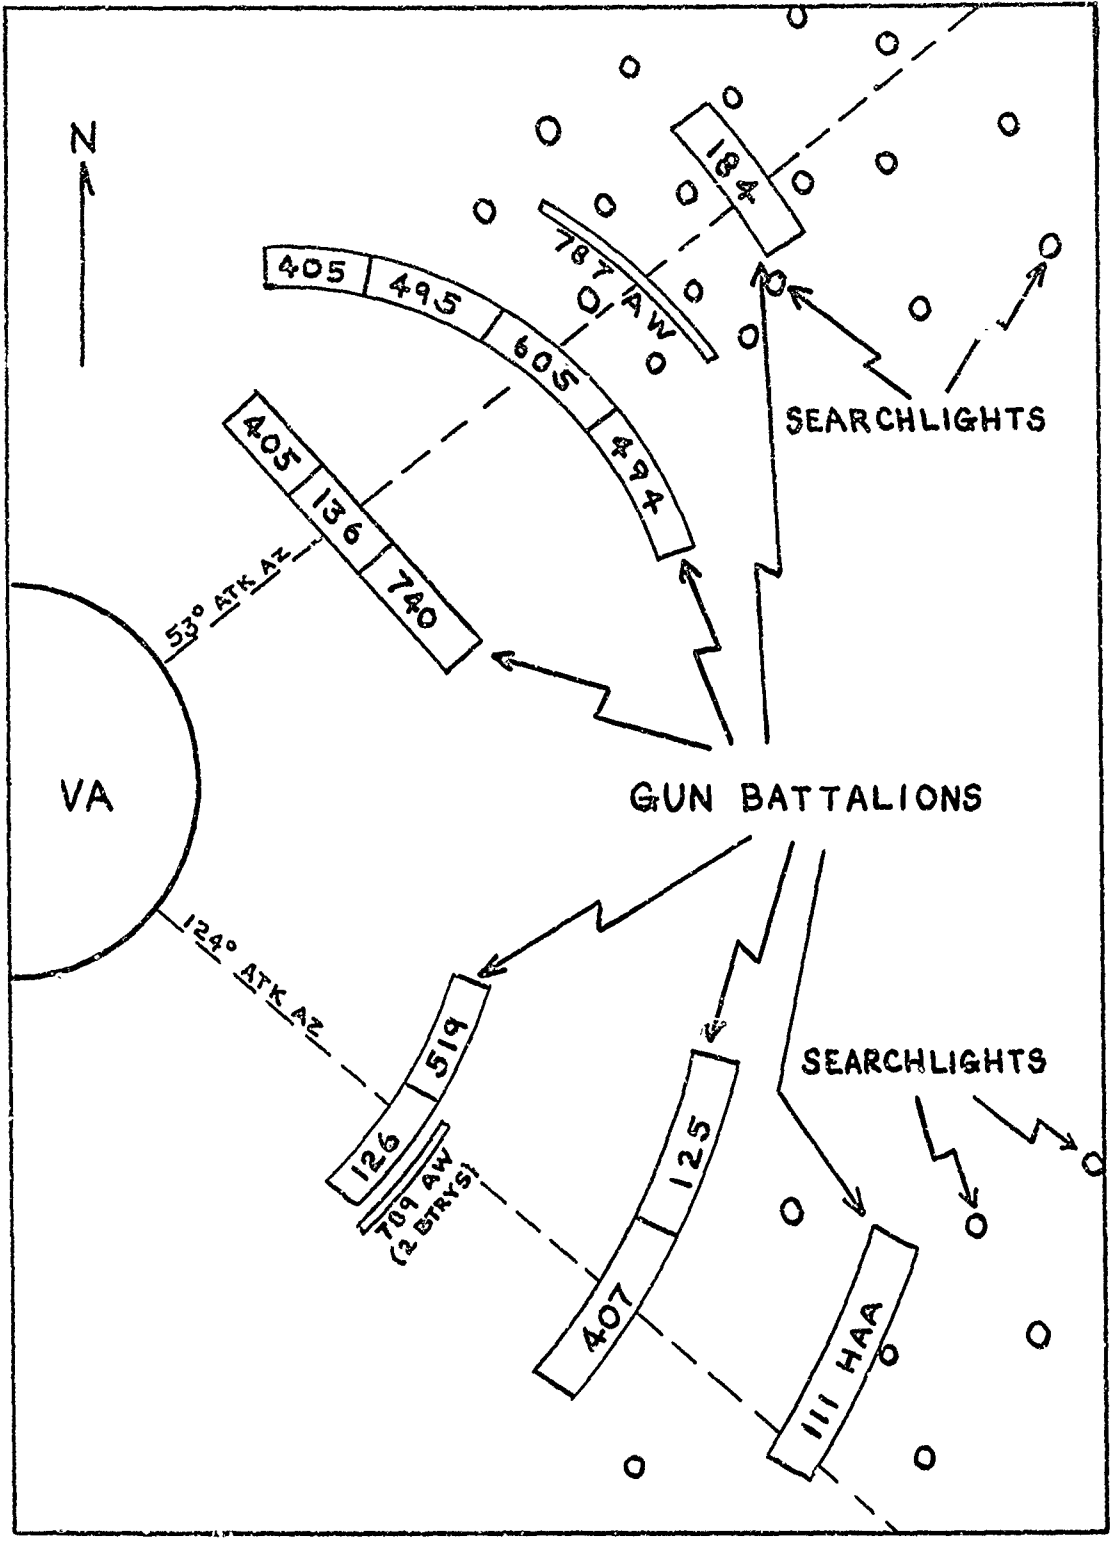 N
184
787 AW
405 495 605 494
SEARCHLIGHTS
405 136 740
53° ATK AZ
VA
GUN BATTALIONS
124° ATK AZ
519
126
789 AW
(2 BTRYS)
SEARCHLIGHTS
125
407
111 HAA